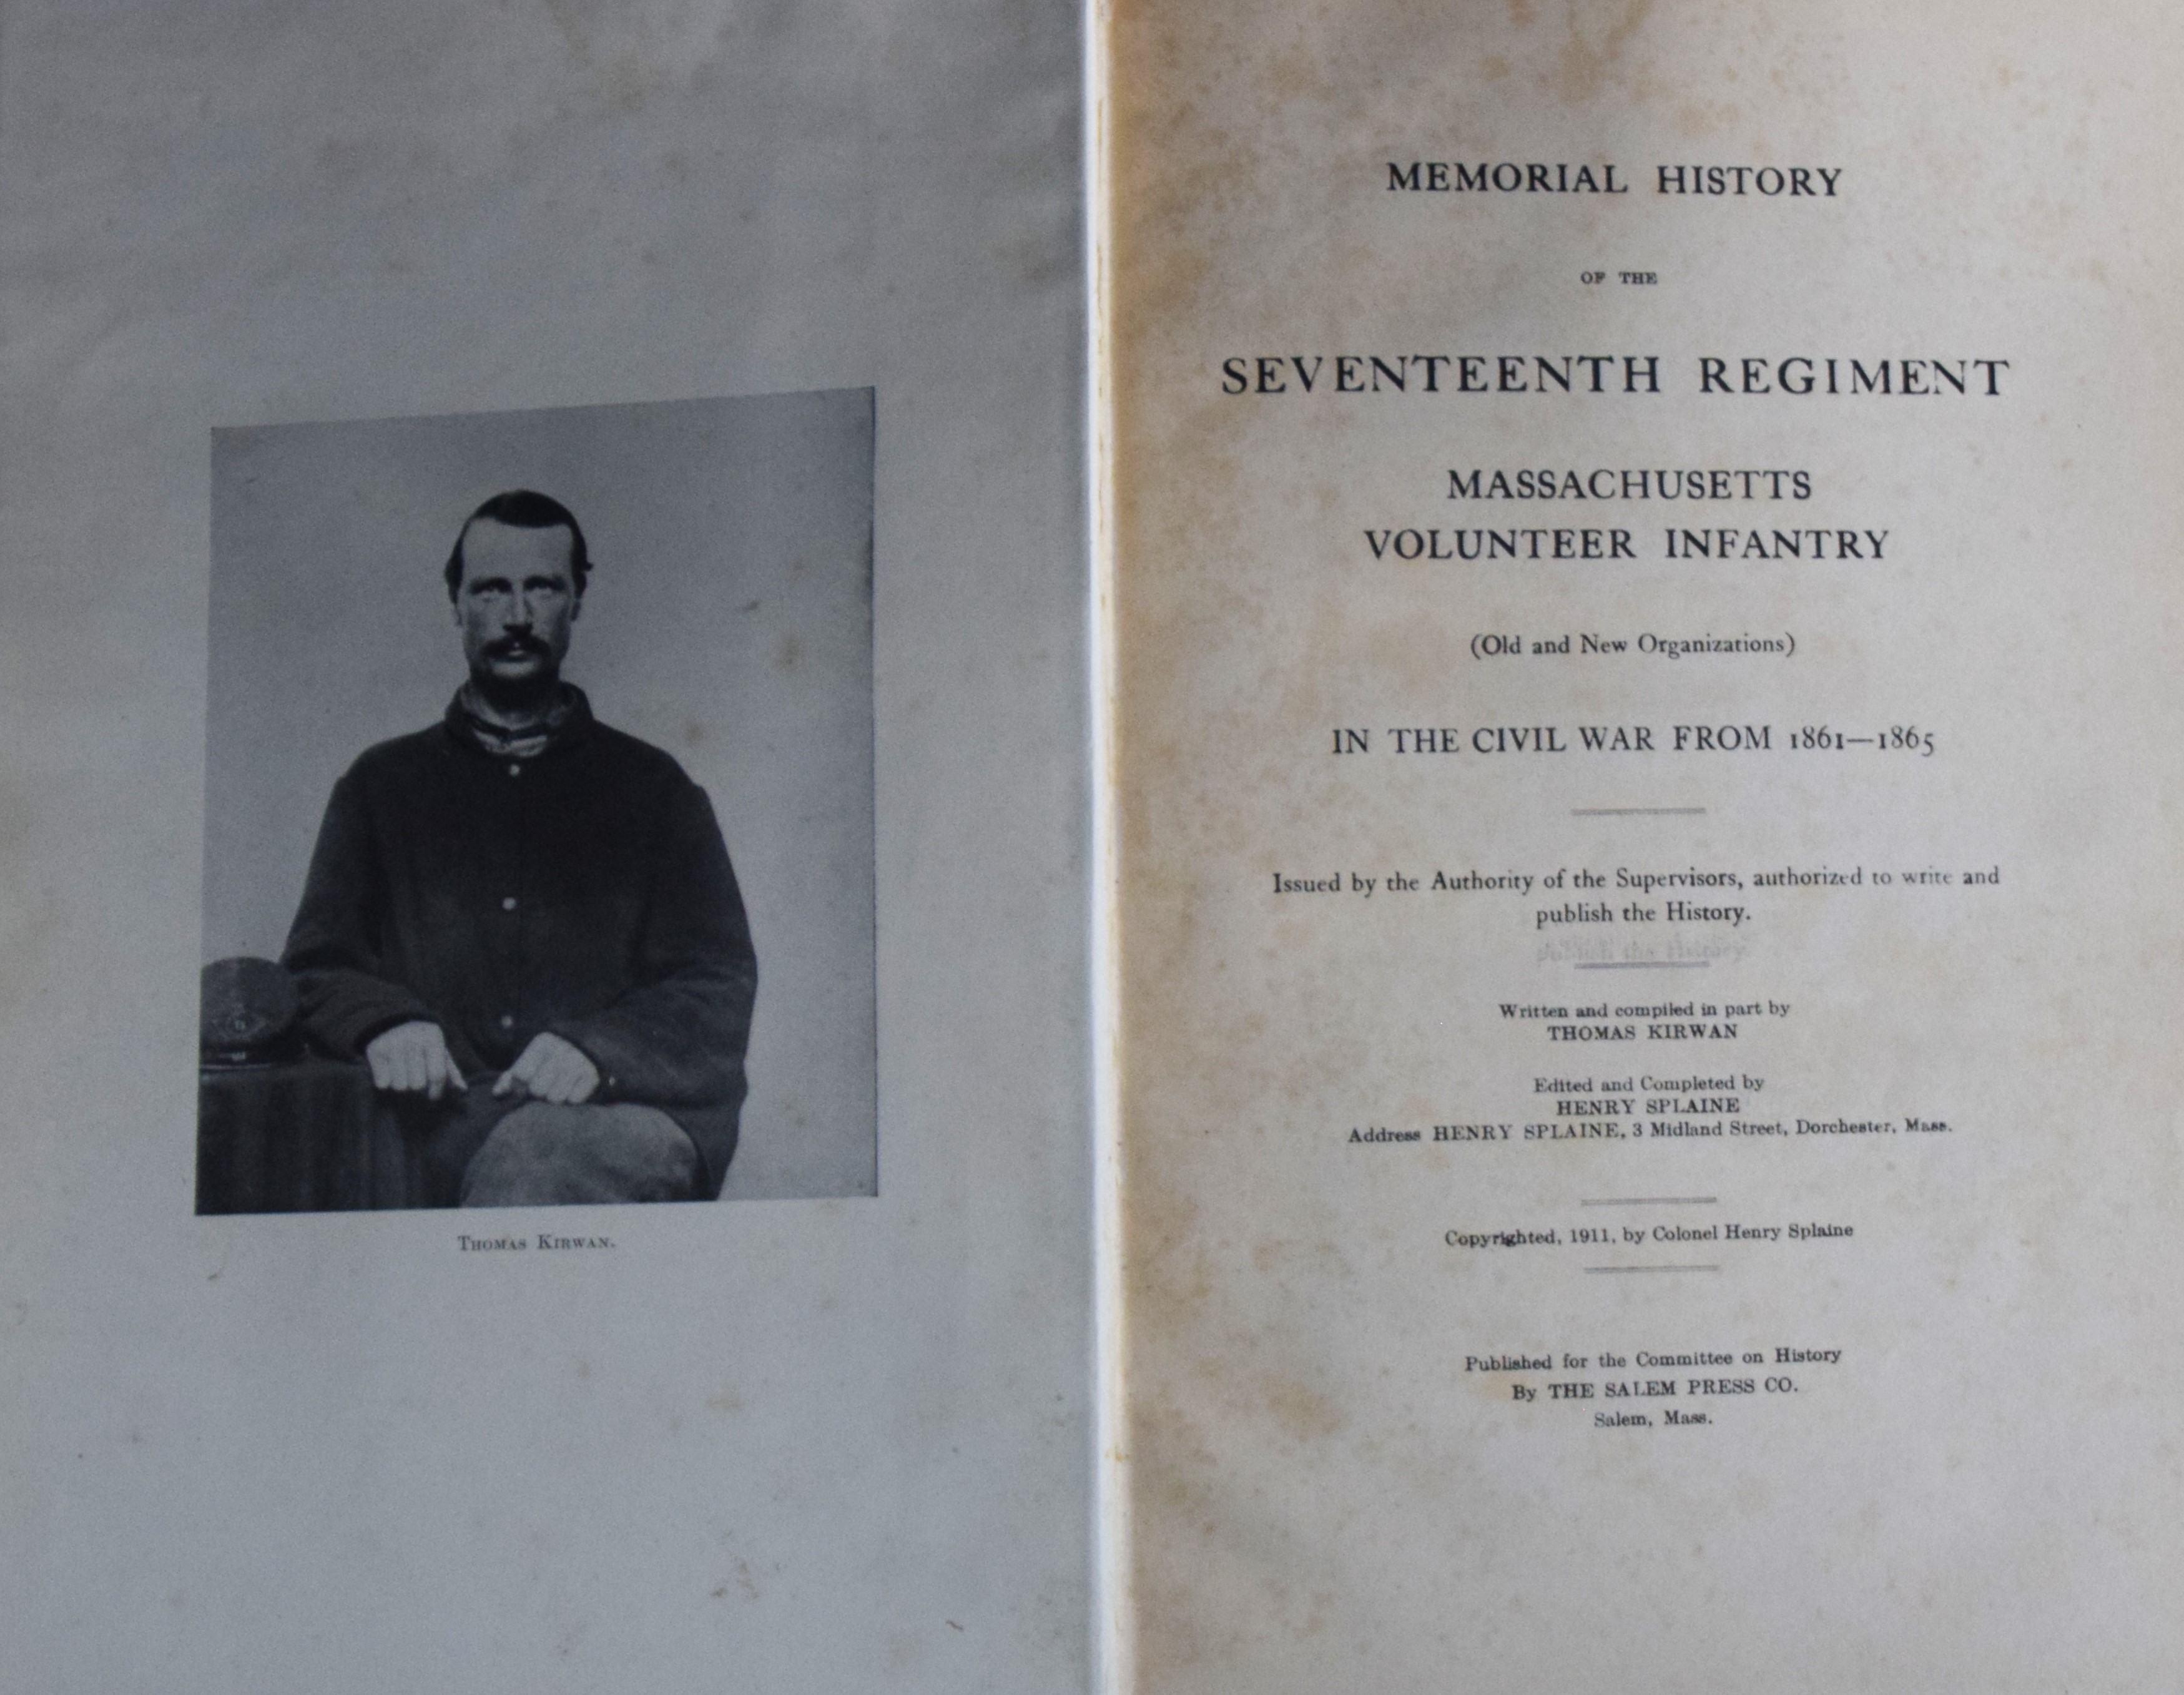 THOMAS KIRWAN.
MEMORIAL HISTORY
OF THE
SEVENTEENTH REGIMENT
MASSACHUSETTS
VOLUNTEER INFANTRY
(Old and New Organizations)
IN THE CIVIL WAR FROM 1861—1865
Issued by the Authority of the Supervisors, authorized to write and
publish the History.
publish the History
Written and compiled in part by
THOMAS KIRWAN
Edited and Completed by
HENRY SPLAINE
Address HENRY SPLAINE, 3 Midland Street, Dorchester, Mass.
Copyrighted, 1911, by Colonel Henry Splaine
Published for the Committee on History
By THE SALEM PRESS CO.
Salem, Mass.